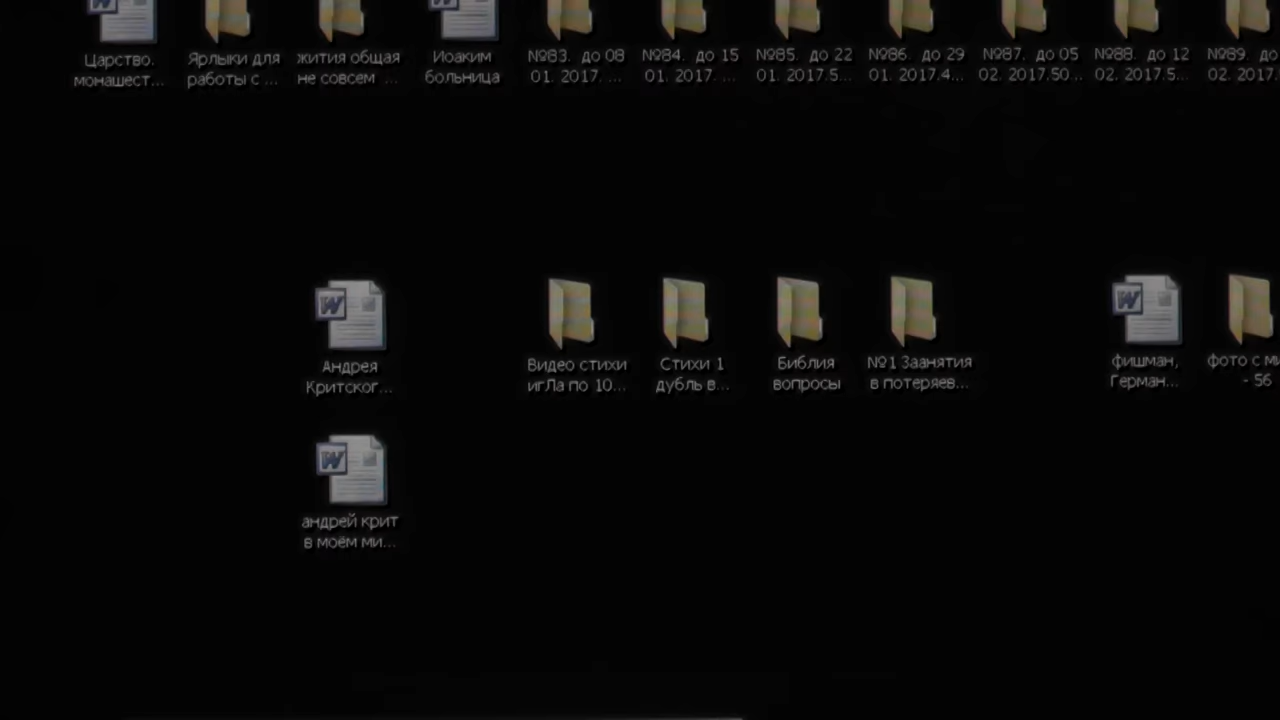 Царство.
монашест...
Ярлыки для
работы с ...
жития общая
не совсем ...
Иоаким
больница
№83. до 08
01. 2017. ...
№84. до 15
01. 2017. ...
№85. до 22
01. 2017.5...
№86. до 29
01. 2017.4...
№87. до 05
02. 2017.50...
№88. до 12
02. 2017.5...
№89. до
02. 2017.
Андрея
Критског...
Видео стихи
игЛа по 10...
Стихи 1
дубль в...
Библия
вопросы
№1 Заанятия
в потеряев...
фишман,
Герман...
фото с
- 56
андрей крит
в моём ми...